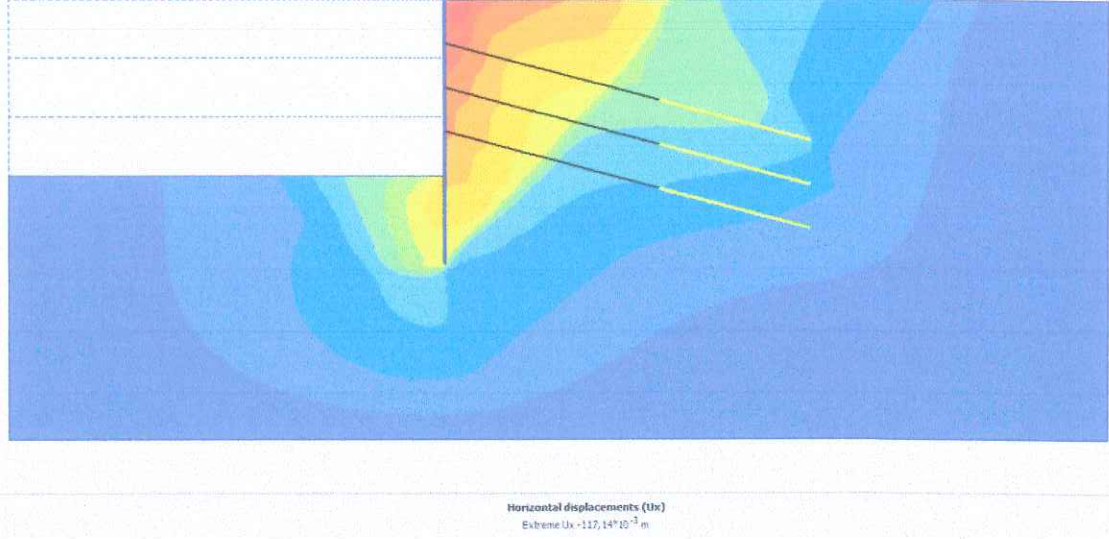 Horizontal displacements (Ux)
Extreme Ux -117,14*10-3 m